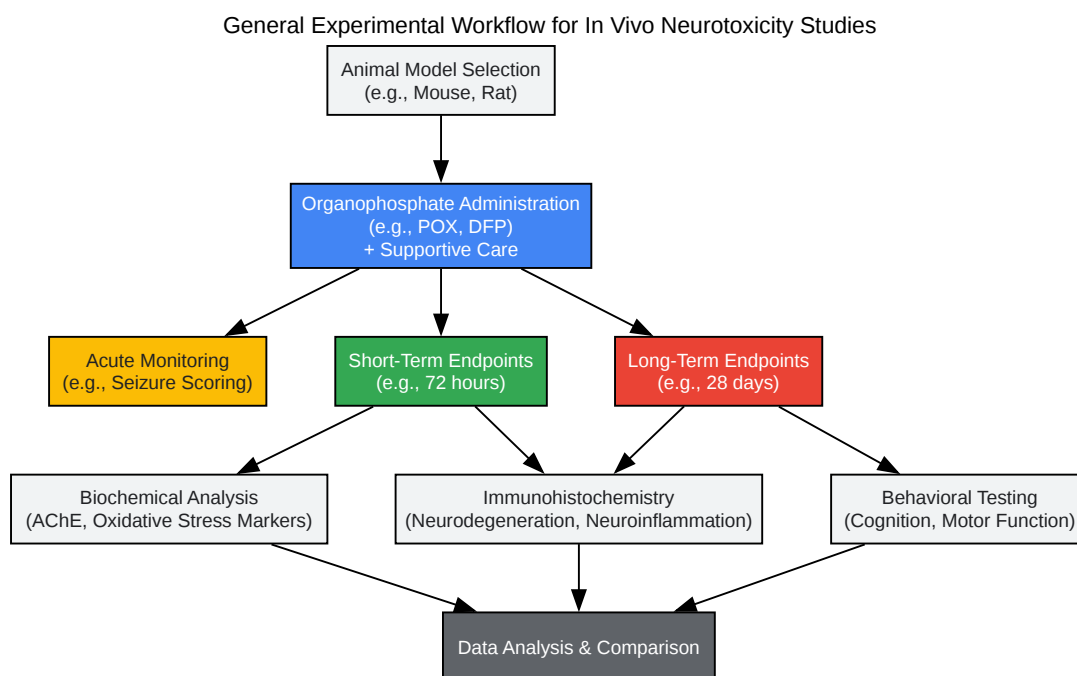 General Experimental Workflow for In Vivo Neurotoxicity Studies
Animal Model Selection
(e.g., Mouse, Rat)
Organophosphate Administration
(e.g., POX, DFP)
+ Supportive Care
Acute Monitoring
(e.g., Seizure Scoring)
Short-Term Endpoints
(e.g., 72 hours)
Long-Term Endpoints
(e.g., 28 days)
Biochemical Analysis
(AChE, Oxidative Stress Markers)
Immunohistochemistry
(Neurodegeneration, Neuroinflammation)
Behavioral Testing
(Cognition, Motor Function)
Data Analysis & Comparison